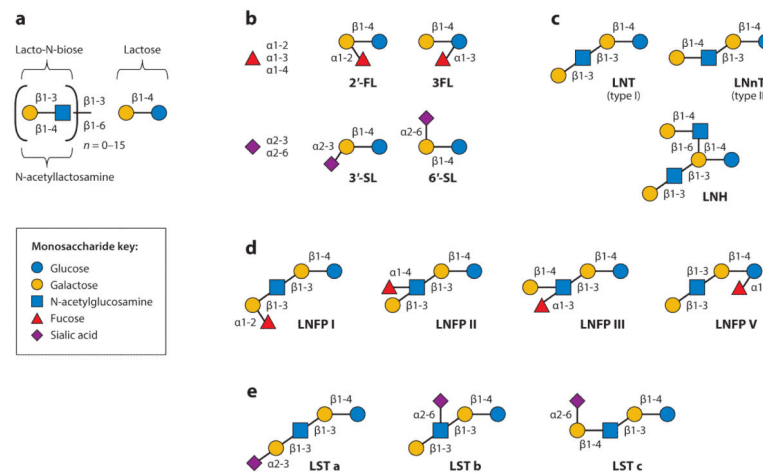 a
Lacto-N-biose Lactose
β1-3 β1-3 β1-4
β1-4 β1-6
n = 0–15
N-acetyllactosamine
Monosaccharide key:
Glucose
Galactose
N-acetylglucosamine
Fucose
Sialic acid
b
α1-2
α1-3
α1-4
β1-4
α1-2
2′-FL
β1-4
α1-3
3FL
α2-3
α2-6
β1-4
α2-3
3′-SL
α2-6
β1-4
6′-SL
c
β1-4
β1-3
β1-3
LNT
(type I)
β1-4
β1-4
β1-3
LNnT
(type II
β1-4
β1-6 β1-4
β1-3
β1-3
LNH
d
β1-4
β1-3
β1-3
α1-2
LNFP I
β1-4
α1-4
β1-3
β1-3
LNFP II
β1-4
β1-4
β1-3
α1-3
LNFP III
β1-4
β1-3
β1-3
α1
LNFP V
e
β1-4
β1-3
β1-3
α2-3
LST a
β1-4
α2-6
β1-3
β1-3
LST b
β1-4
α2-6
β1-3
β1-4
LST c